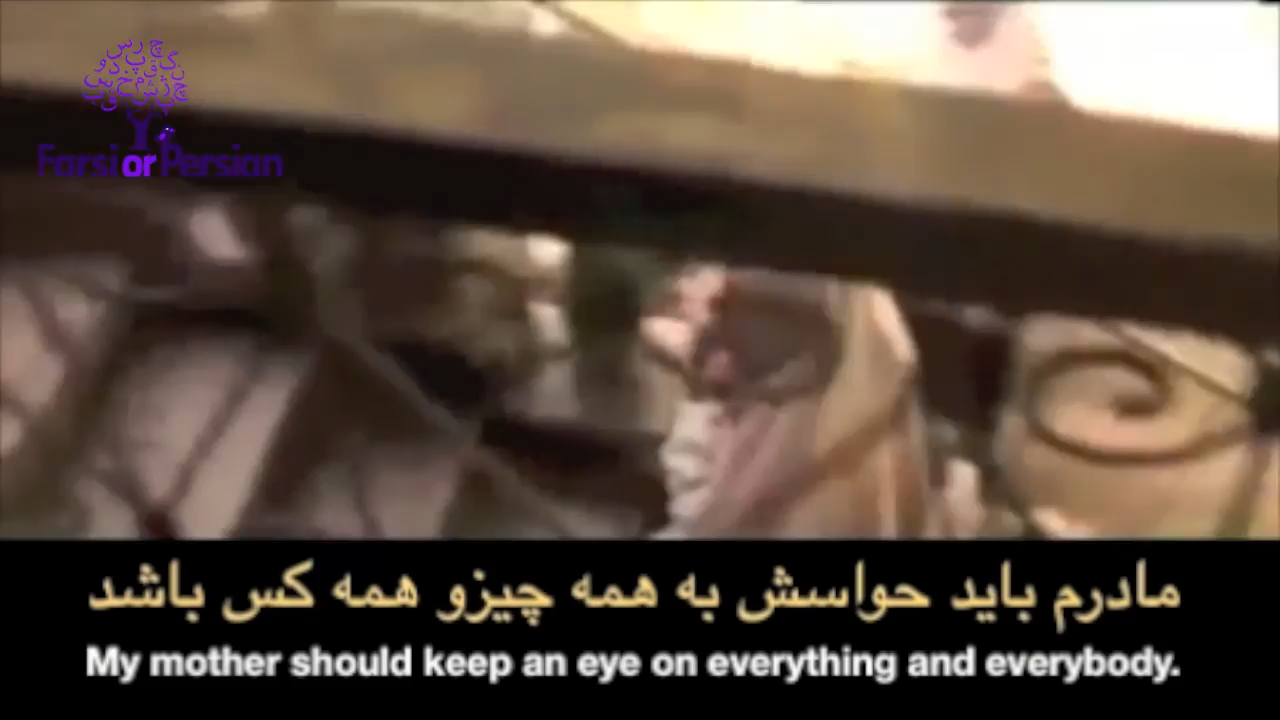 Farsi or Persian
مادرم باید حواسش به همه چیزو همه کس باشد
My mother should keep an eye on everything and everybody.